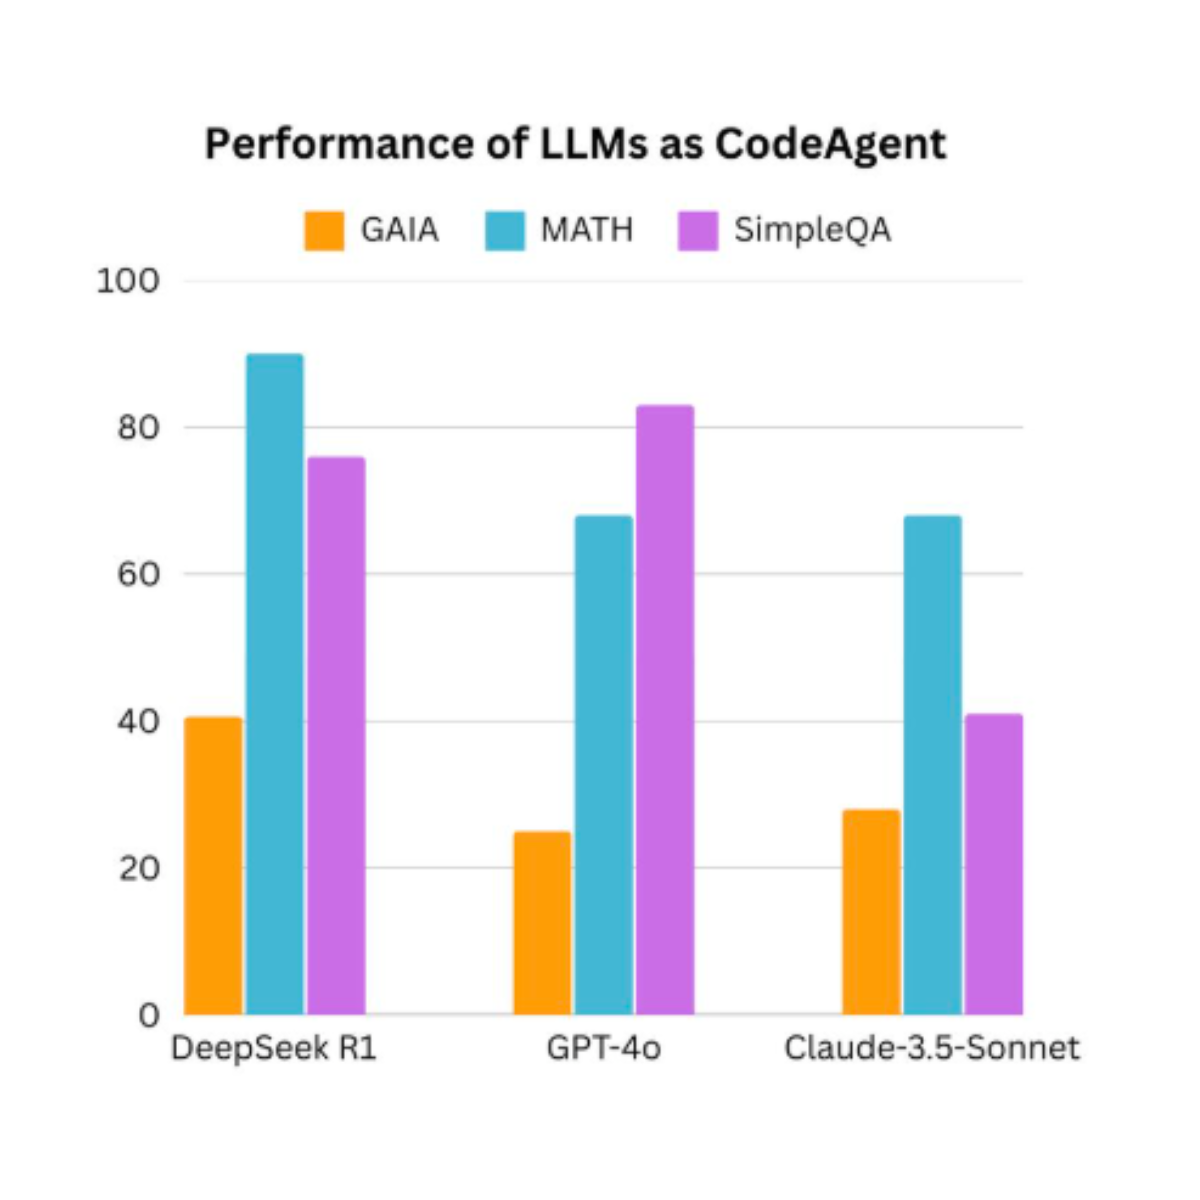 Performance of LLMs as CodeAgent
GAIA MATH SimpleQA
100
80
60
40
20
0
DeepSeek R1 GPT-4o Claude-3.5-Sonnet